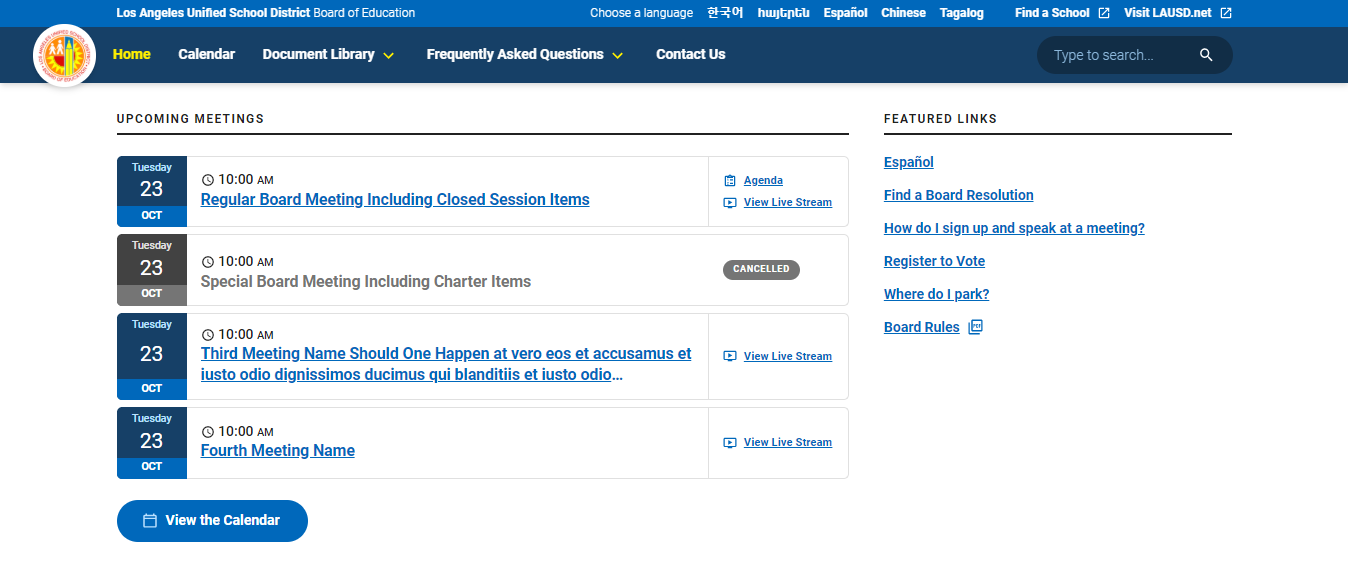 Los Angeles Unified School District Board of Education
Choose a language 한국어 հայերեն Español Chinese Tagalog Find a School Visit LAUSD.net
Home Calendar Document Library Frequently Asked Questions Contact Us Type to search...
UPCOMING MEETINGS
Tuesday
23
OCT
10:00 AM
Regular Board Meeting Including Closed Session Items
Agenda
View Live Stream
Tuesday
23
OCT
10:00 AM
Special Board Meeting Including Charter Items
CANCELLED
Tuesday
23
OCT
10:00 AM
Third Meeting Name Should One Happen at vero eos et accusamus et
iusto odio dignissimos ducimus qui blanditiis et iusto odio...
View Live Stream
Tuesday
23
OCT
10:00 AM
Fourth Meeting Name
View Live Stream
View the Calendar
FEATURED LINKS
Español
Find a Board Resolution
How do I sign up and speak at a meeting?
Register to Vote
Where do I park?
Board Rules